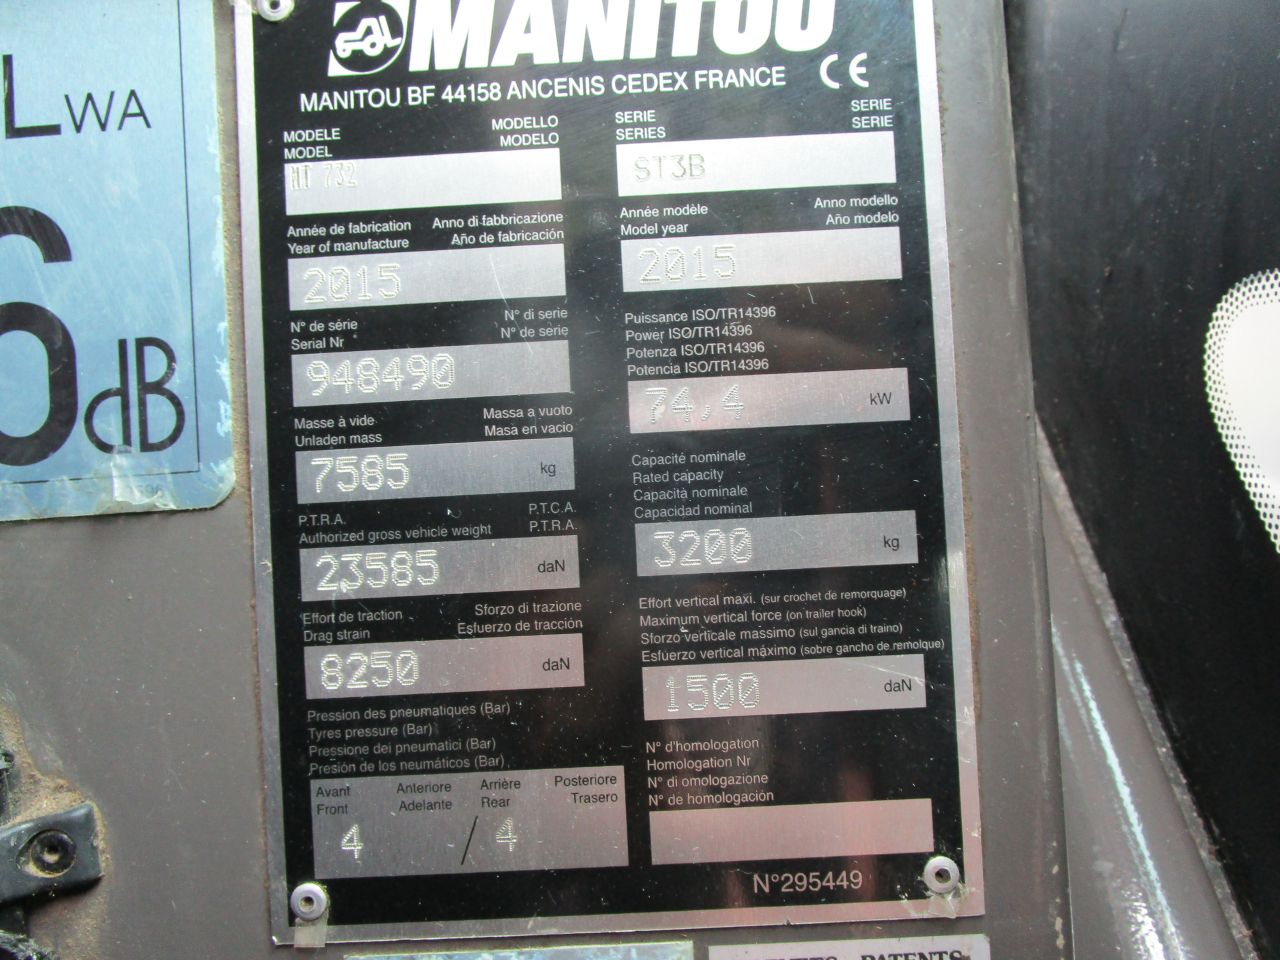 LWA
6dB
MANITOU
MANITOU BF 44158 ANCENIS CEDEX FRANCE
CE
MODELE MODELLO
MODEL MODELO
MT 732
SERIE SERIE
SERIES SERIE
ST3B
Année de fabrication Anno di fabbricazione
Year of manufacture Año de fabricación
2015
Année modèle Anno modello
Model year Año modelo
2015
N° de série N° di serie
Serial Nr N° de serie
948490
Puissance ISO/TR14396
Power ISO/TR14396
Potenza ISO/TR14396
Potencia ISO/TR14396
74,4 kW
Masse à vide Massa a vuoto
Unladen mass Masa en vacio
7585 kg
Capacité nominale
Rated capacity
Capacità nominale
Capacidad nominal
3200 kg
P.T.R.A. P.T.C.A.
Authorized gross vehicle weight P.T.R.A.
23585 daN
Effort vertical maxi. (sur crochet de remorquage)
Maximum vertical force (on trailer hook)
Sforzo verticale massimo (sul gancia di traino)
Esfuerzo vertical máximo (sobre gancho de remolque)
1500 daN
Effort de traction Sforzo di trazione
Drag strain Esfuerzo de tracción
8250 daN
Pression des pneumatiques (Bar)
Tyres pressure (Bar)
Pressione dei pneumatici (Bar)
Presión de los neumáticos (Bar)
Avant Anteriore Arrière Posteriore
Front Adelante Rear Trasero
4 / 4
N° d'homologation
Homologation Nr
N° di omologazione
N° de homologación
N°295449
PATENTS